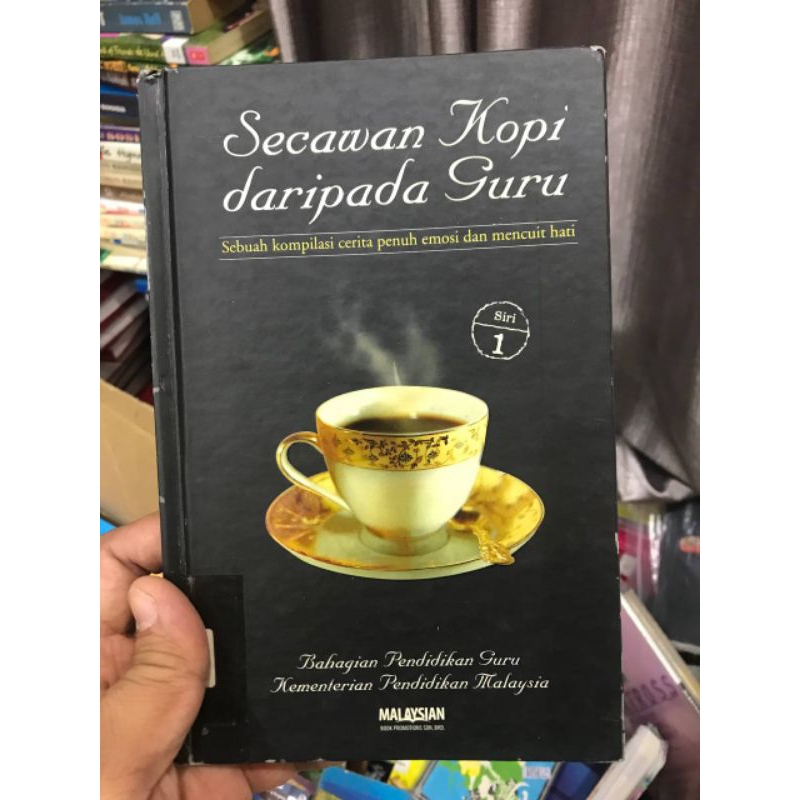 Secawan Kopi
daripada Guru
Sebuah kompilasi cerita penuh emosi dan mencuit hati
Siri
1
Bahagian Pendidikan Guru
Kementerian Pendidikan Malaysia
MALAYSIAN
BOOK PROMOTIONS SDN. BHD.